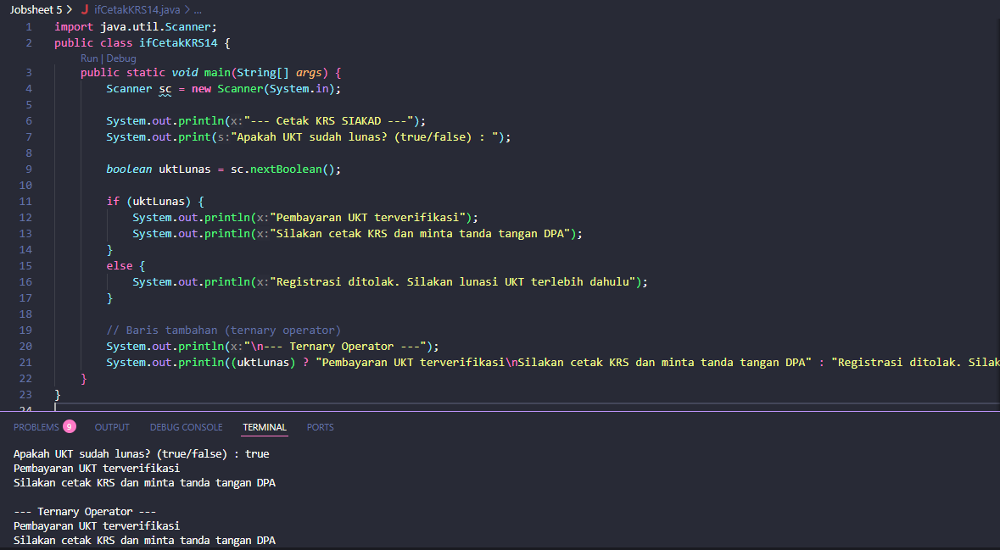 Jobsheet 5 > J ifCetakKRS14.java > ...
1 import java.util.Scanner;
2 public class ifCetakKRS14 {
Run | Debug
3 public static void main(String[] args) {
4 Scanner sc = new Scanner(System.in);
5
6 System.out.println(x:"--- Cetak KRS SIAKAD ---");
7 System.out.print(s:"Apakah UKT sudah lunas? (true/false) : ");
8
9 boolean uktLunas = sc.nextBoolean();
10
11 if (uktLunas) {
12 System.out.println(x:"Pembayaran UKT terverifikasi");
13 System.out.println(x:"Silakan cetak KRS dan minta tanda tangan DPA");
14 }
15 else {
16 System.out.println(x:"Registrasi ditolak. Silakan lunasi UKT terlebih dahulu");
17 }
18
19 // Baris tambahan (ternary operator)
20 System.out.println(x:"\n--- Ternary Operator ---");
21 System.out.println((uktLunas) ? "Pembayaran UKT terverifikasi\nSilakan cetak KRS dan minta tanda tangan DPA" : "Registrasi ditolak. Silak
22 }
23 }
24
PROBLEMS 9 OUTPUT DEBUG CONSOLE TERMINAL PORTS
Apakah UKT sudah lunas? (true/false) : true
Pembayaran UKT terverifikasi
Silakan cetak KRS dan minta tanda tangan DPA
--- Ternary Operator ---
Pembayaran UKT terverifikasi
Silakan cetak KRS dan minta tanda tangan DPA